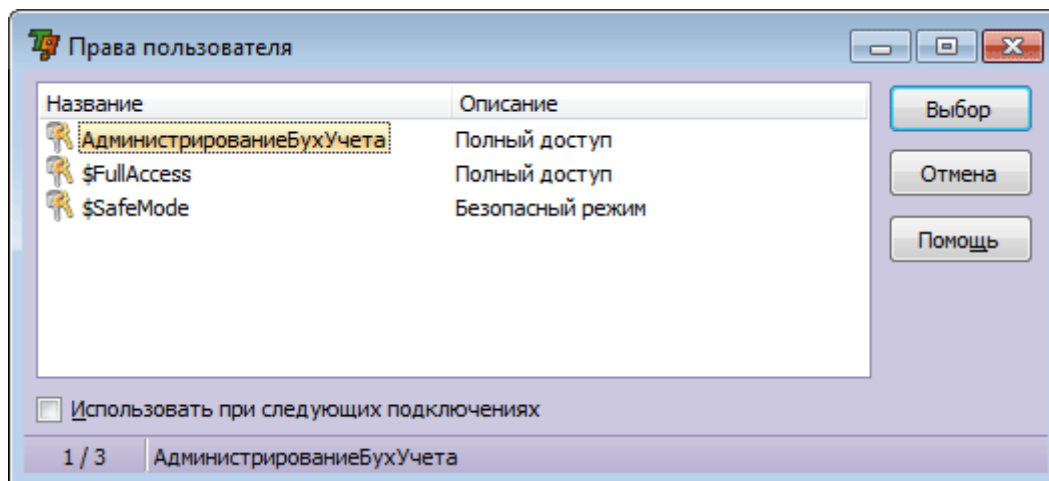 Права пользователя
Название Описание
АдминистрированиеБухУчета Полный доступ
$FullAccess Полный доступ
$SafeMode Безопасный режим
Выбор
Отмена
Помощь
Использовать при следующих подключениях
1 / 3 АдминистрированиеБухУчета